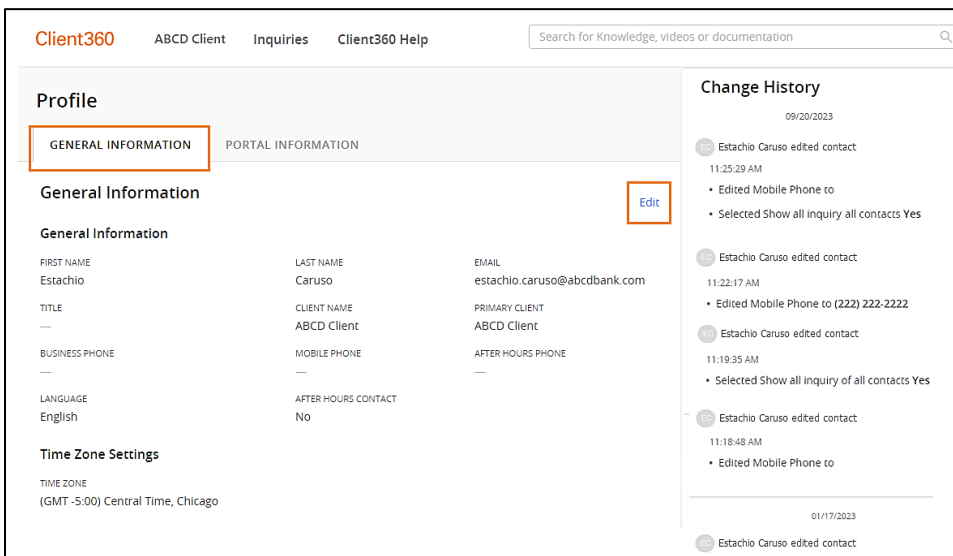 Client360 ABCD Client Inquiries Client360 Help Search for Knowledge, videos or documentation
Profile
GENERAL INFORMATION PORTAL INFORMATION
General Information Edit
General Information
FIRST NAME LAST NAME EMAIL
Estachio Caruso estachio.caruso@abcdbank.com
TITLE CLIENT NAME PRIMARY CLIENT
— ABCD Client ABCD Client
BUSINESS PHONE MOBILE PHONE AFTER HOURS PHONE
— — —
LANGUAGE AFTER HOURS CONTACT
English No
Time Zone Settings
TIME ZONE
(GMT -5:00) Central Time, Chicago
Change History
09/20/2023
EC Estachio Caruso edited contact
11:25:29 AM
• Edited Mobile Phone to
• Selected Show all inquiry all contacts Yes
EC Estachio Caruso edited contact
11:22:17 AM
• Edited Mobile Phone to (222) 222-2222
EC Estachio Caruso edited contact
11:19:35 AM
• Selected Show all inquiry of all contacts Yes
EC Estachio Caruso edited contact
11:18:48 AM
• Edited Mobile Phone to
01/17/2023
EC Estachio Caruso edited contact